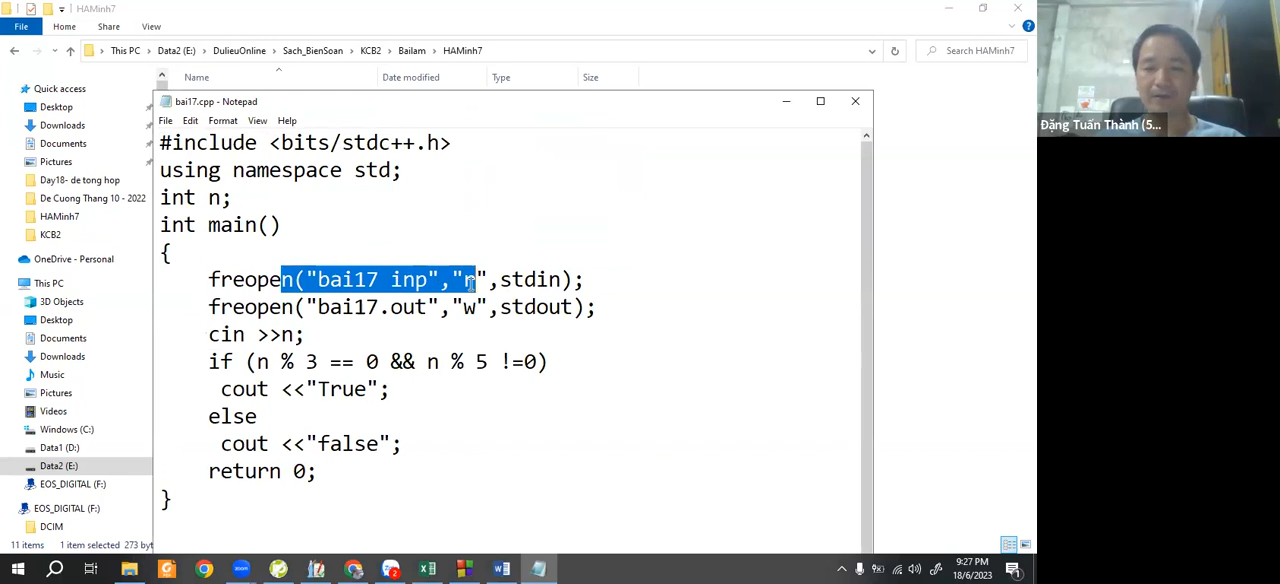 HAMinh7
File
Home
Share
View
This PC
Data2 (E:)
DulieuOnline
Sach_BienSoan
KCB2
Bailam
HAMinh7
Search HAMinh7
Name
Date modified
Type
Size
Quick access
Desktop
Downloads
Documents
Pictures
Day18- de tong hop
De Cuong Thang 10 - 2022
HAMinh7
KCB2
OneDrive - Personal
This PC
3D Objects
Desktop
Documents
Downloads
Music
Pictures
Videos
Windows (C:)
Data1 (D:)
Data2 (E:)
EOS_DIGITAL (F:)
EOS_DIGITAL (F:)
DCIM
11 items
1 item selected 273 byt
bai17.cpp - Notepad
File Edit Format View Help
#include <bits/stdc++.h>
using namespace std;
int n;
int main()
{
freopen("bai17 inp","r",stdin);
freopen("bai17.out","w",stdout);
cin >>n;
if (n % 3 == 0 && n % 5 !=0)
cout <<"True";
else
cout <<"false";
return 0;
}
Đặng Tuấn Thành (5...
zoom
9:27 PM
18/6/2023